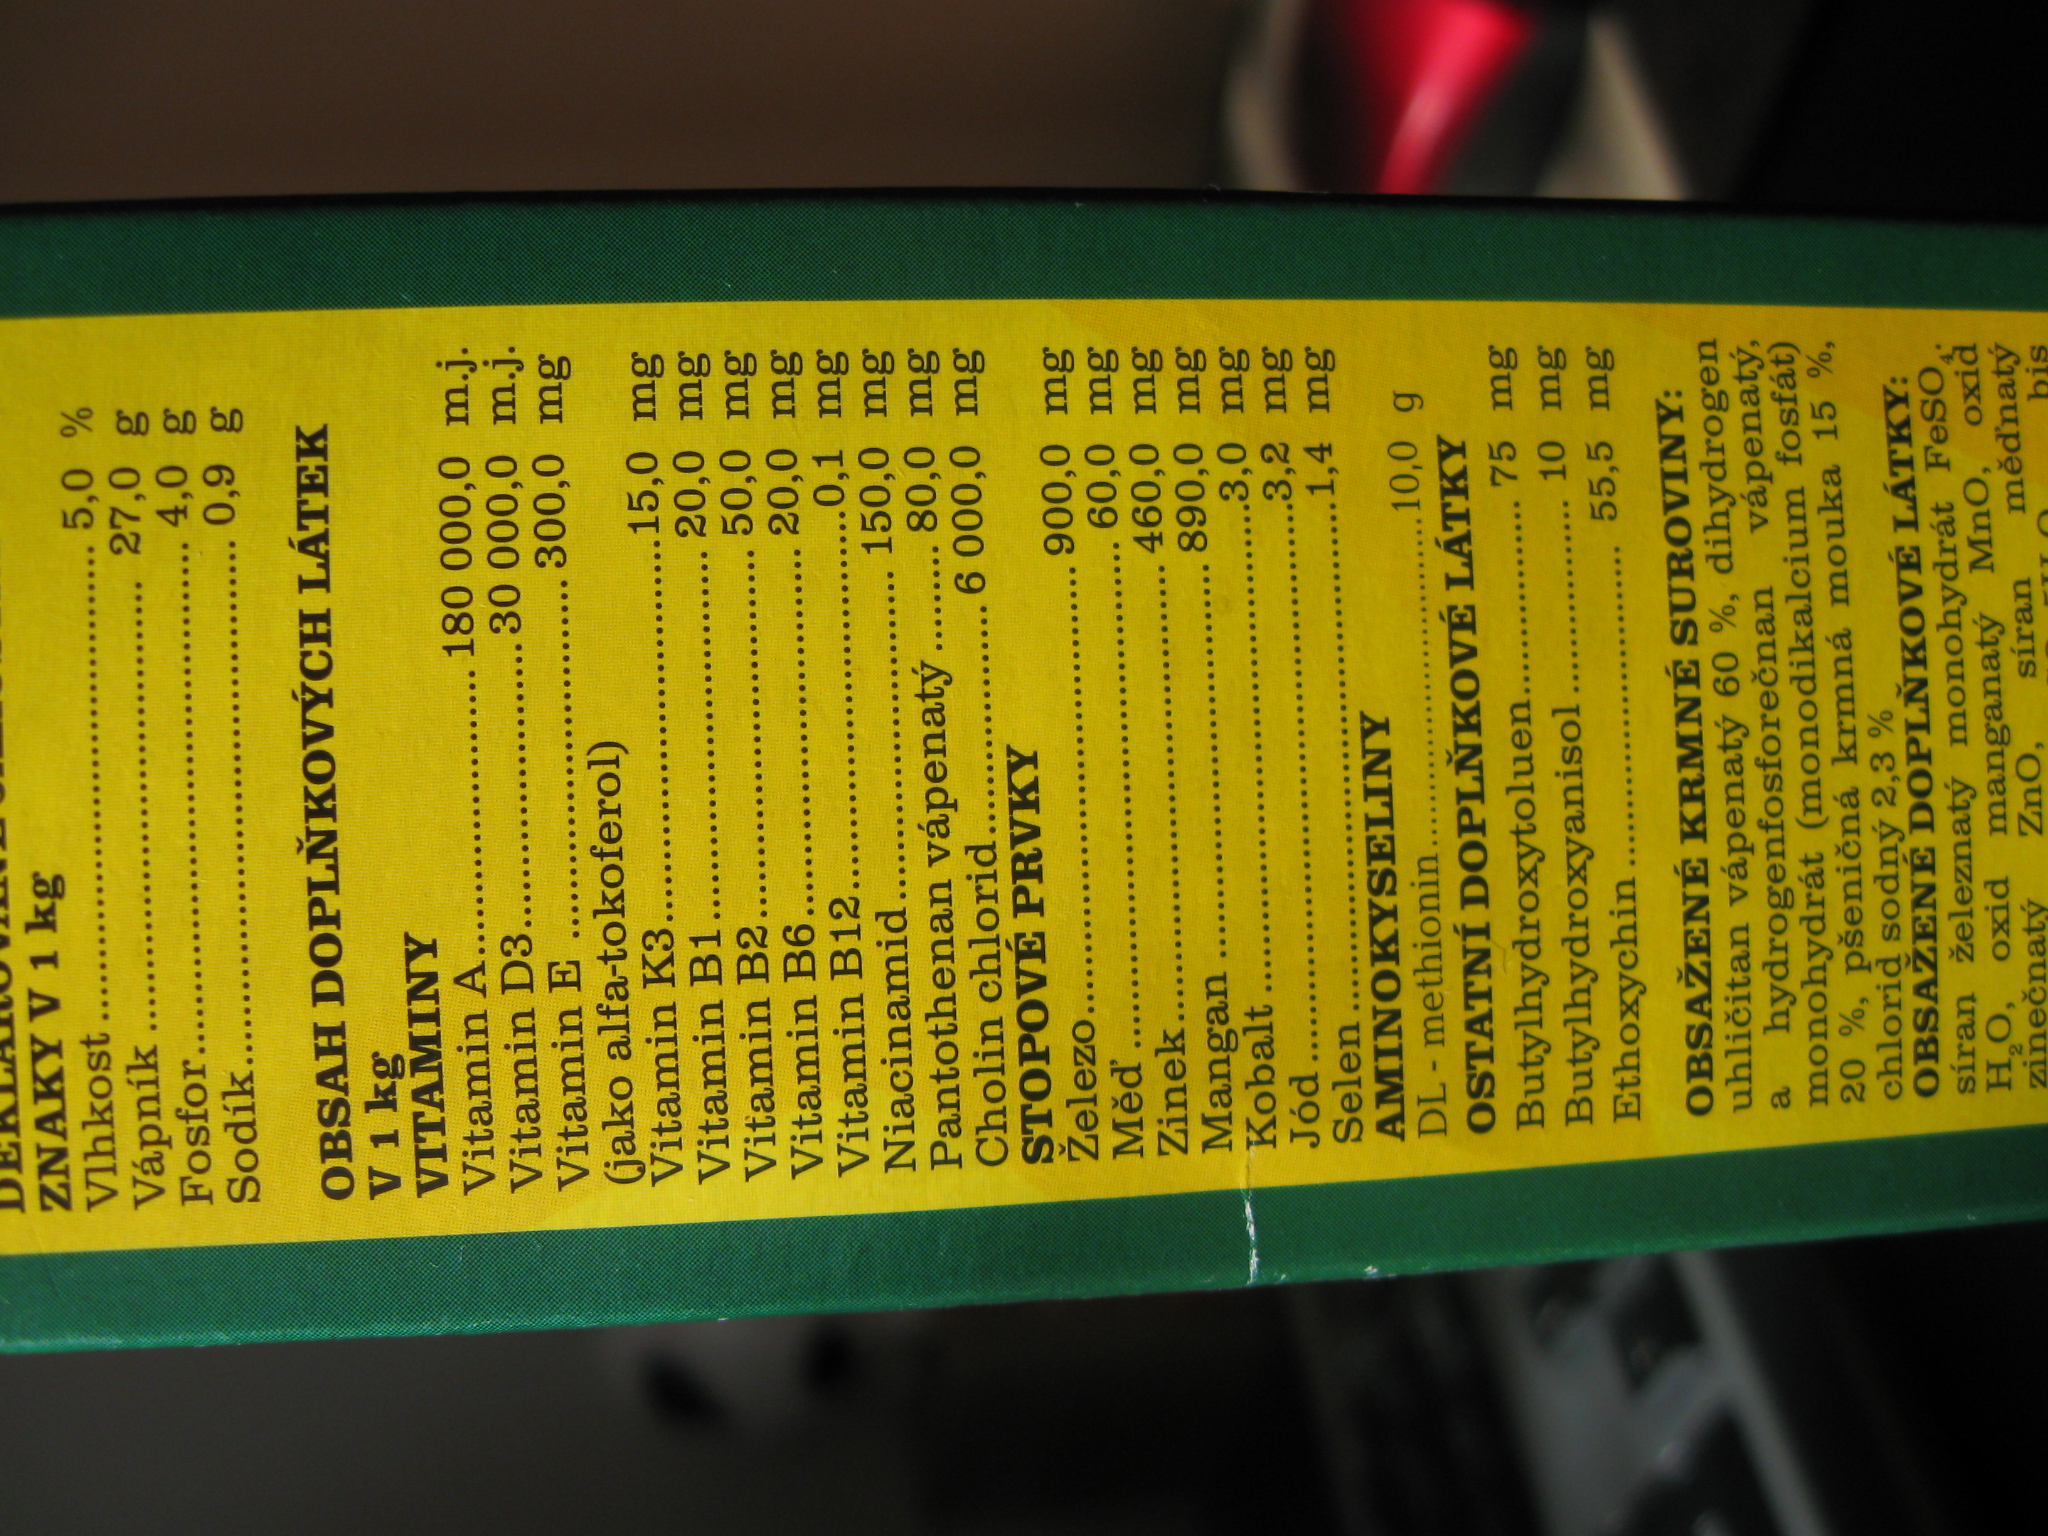 ZNAKY V 1 kg
Vlhkost ........ 5,0 %
Vápník ........ 27,0 g
Fosfor ........ 4,0 g
Sodík ........ 0,9 g
OBSAH DOPLŇKOVÝCH LÁTEK
V 1 kg
VITAMINY
Vitamin A ........ 180 000,0 m.j.
Vitamin D3 ........ 30 000,0 m.j.
Vitamin E ........ 300,0 mg
(jako alfa-tokoferol)
Vitamin K3 ........ 15,0 mg
Vitamin B1 ........ 20,0 mg
Vitamin B2 ........ 50,0 mg
Vitamin B6 ........ 20,0 mg
Vitamin B12 ........ 0,1 mg
Niacinamid ........ 150,0 mg
Pantothenan vápenatý ........ 80,0 mg
Cholin chlorid ........ 6 000,0 mg
STOPOVÉ PRVKY
Železo ........ 900,0 mg
Měď ........ 60,0 mg
Zinek ........ 460,0 mg
Mangan ........ 890,0 mg
Kobalt ........ 3,0 mg
Jód ........ 3,2 mg
Selen ........ 1,4 mg
AMINOKYSELINY
DL - methionin ........ 10,0 g
OSTATNÍ DOPLŇKOVÉ LÁTKY
Butylhydroxytoluen ........ 75 mg
Butylhydroxyanisol ........ 10 mg
Ethoxychin ........ 55,5 mg
OBSAŽENÉ KRMNÉ SUROVINY:
uhličitan vápenatý 60 %, dihydrogen
a hydrogenfosforečnan vápenatý,
monohydrát (monodikalcium fosfát)
20 %, pšeničná krmná mouka 15 %,
chlorid sodný 2,3 %
OBSAŽENÉ DOPLŇKOVÉ LÁTKY:
síran železnatý monohydrát FeSO₄.
H₂O, oxid manganatý MnO, oxid
zinečnatý ZnO, síran mědnatý
bis